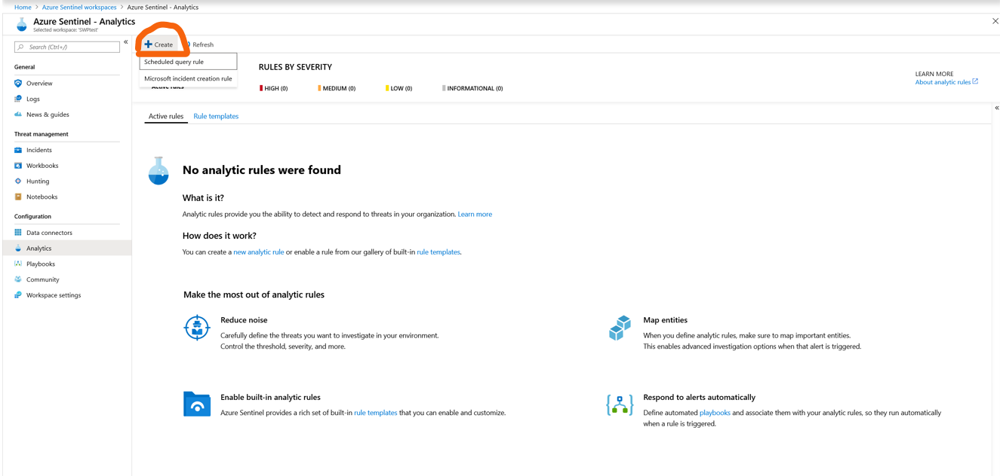 Home > Azure Sentinel workspaces > Azure Sentinel - Analytics
Azure Sentinel - Analytics
Selected workspace: 'SWPtest'
Search (Ctrl+/)
General
Overview
Logs
News & guides
Threat management
Incidents
Workbooks
Hunting
Notebooks
Configuration
Data connectors
Analytics
Playbooks
Community
Workspace settings
Create
Refresh
Scheduled query rule
Microsoft incident creation rule
Active rules
RULES BY SEVERITY
HIGH (0)
MEDIUM (0)
LOW (0)
INFORMATIONAL (0)
LEARN MORE
About analytic rules
Active rules
Rule templates
No analytic rules were found
What is it?
Analytic rules provide you the ability to detect and respond to threats in your organization. Learn more
How does it work?
You can create a new analytic rule or enable a rule from our gallery of built-in rule templates.
Make the most out of analytic rules
Reduce noise
Carefully define the threats you want to investigate in your environment.
Control the threshold, severity, and more.
Map entities
When you define analytic rules, make sure to map important entities.
This enables advanced investigation options when that alert is triggered.
Enable built-in analytic rules
Azure Sentinel provides a rich set of built-in rule templates that you can enable and customize.
Respond to alerts automatically
Define automated playbooks and associate them with your analytic rules, so they run automatically
when a rule is triggered.